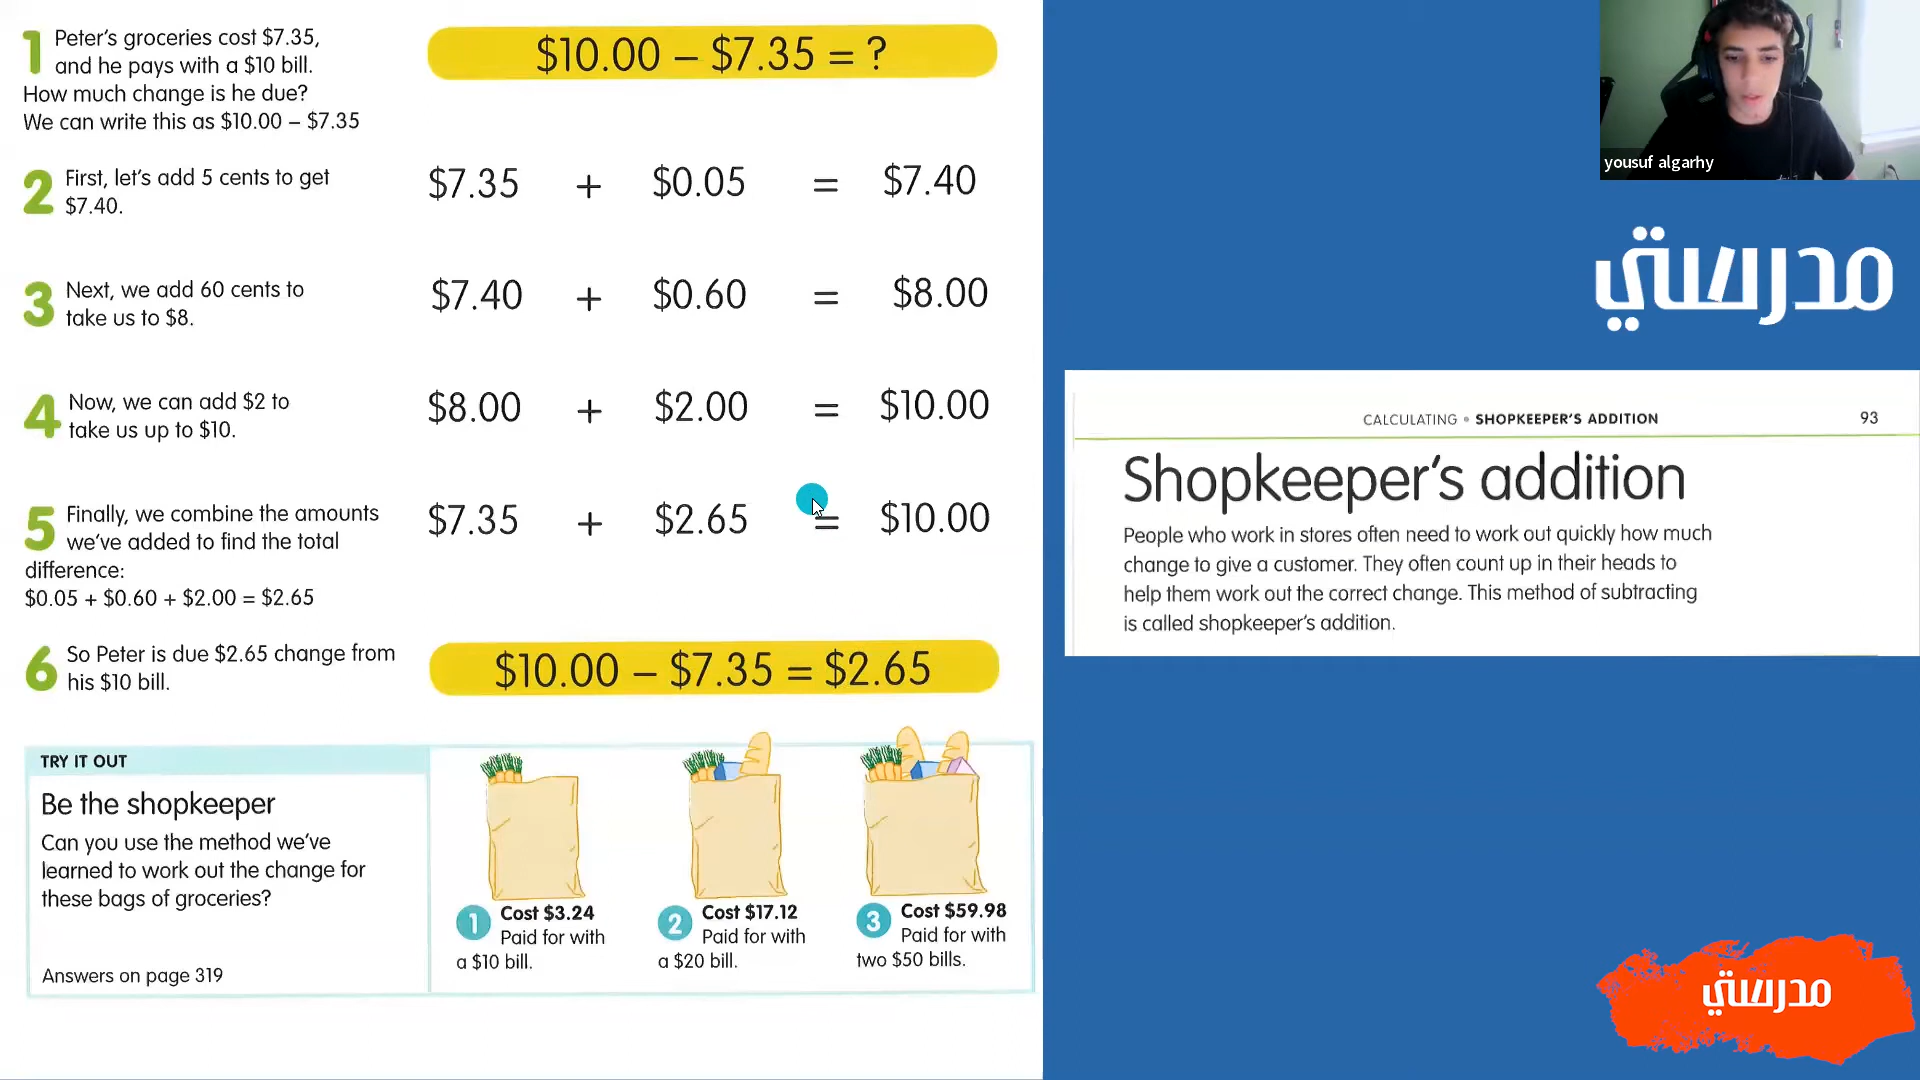 1 Peter's groceries cost $7.35,
and he pays with a $10 bill.
How much change is he due?
We can write this as $10.00 – $7.35
$10.00 – $7.35 = ?
2 First, let's add 5 cents to get
$7.40.
$7.35 + $0.05 = $7.40
3 Next, we add 60 cents to
take us to $8.
$7.40 + $0.60 = $8.00
4 Now, we can add $2 to
take us up to $10.
$8.00 + $2.00 = $10.00
5 Finally, we combine the amounts
we've added to find the total
difference:
$0.05 + $0.60 + $2.00 = $2.65
$7.35 + $2.65 = $10.00
6 So Peter is due $2.65 change from
his $10 bill.
$10.00 – $7.35 = $2.65
TRY IT OUT
Be the shopkeeper
Can you use the method we've
learned to work out the change for
these bags of groceries?
Answers on page 319
1 Cost $3.24
Paid for with
a $10 bill.
2 Cost $17.12
Paid for with
a $20 bill.
3 Cost $59.98
Paid for with
two $50 bills.
yousuf algarhy
مدرستي
CALCULATING • SHOPKEEPER'S ADDITION 93
Shopkeeper's addition
People who work in stores often need to work out quickly how much
change to give a customer. They often count up in their heads to
help them work out the correct change. This method of subtracting
is called shopkeeper's addition.
مدرستي